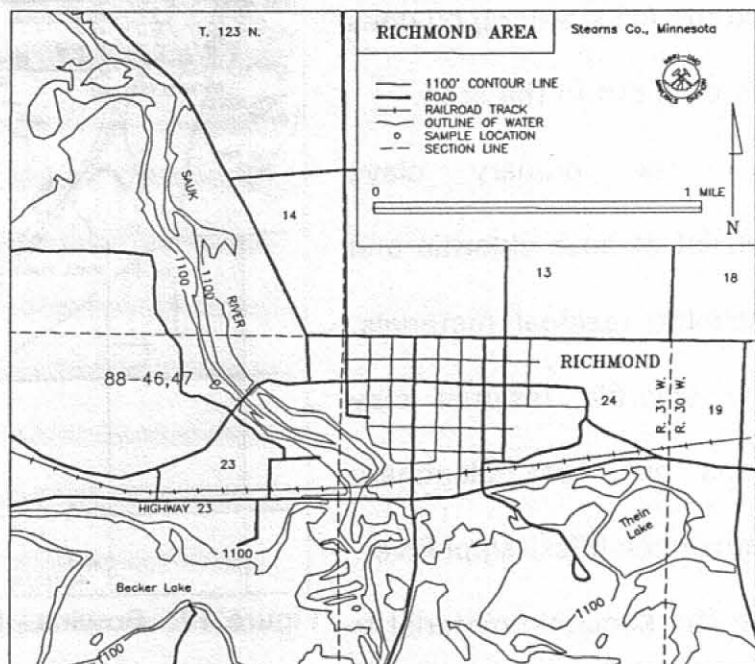 T. 123 N.
RICHMOND AREA
Stearns Co., Minnesota
1100' CONTOUR LINE
ROAD
RAILROAD TRACK
OUTLINE OF WATER
SAMPLE LOCATION
SECTION LINE
0
1 MILE
N
SAUK
RIVER
1100
1100
14
13
18
88-46,47
RICHMOND
24
R. 31 W.
R. 30 W.
19
23
HIGHWAY 23
1100
Thein
Lake
Becker Lake
1100
1100